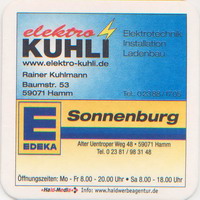 elektro
KUHLI
Elektrotechnik
Installation
Ladenbau
www.elektro-kuhli.de
Rainer Kuhlmann
Baumstr. 53
59071 Hamm
E
EDEKA
Sonnenburg
Alter Uentroper Weg 48 • 59071 Hamm
Tel. 0 23 81 / 98 31 48
Öffnungszeiten: Mo - Fr 8.00 - 20.00 Uhr • Sa 8.00 - 18.00 Uhr
Info: www.haldwerbeagentur.de